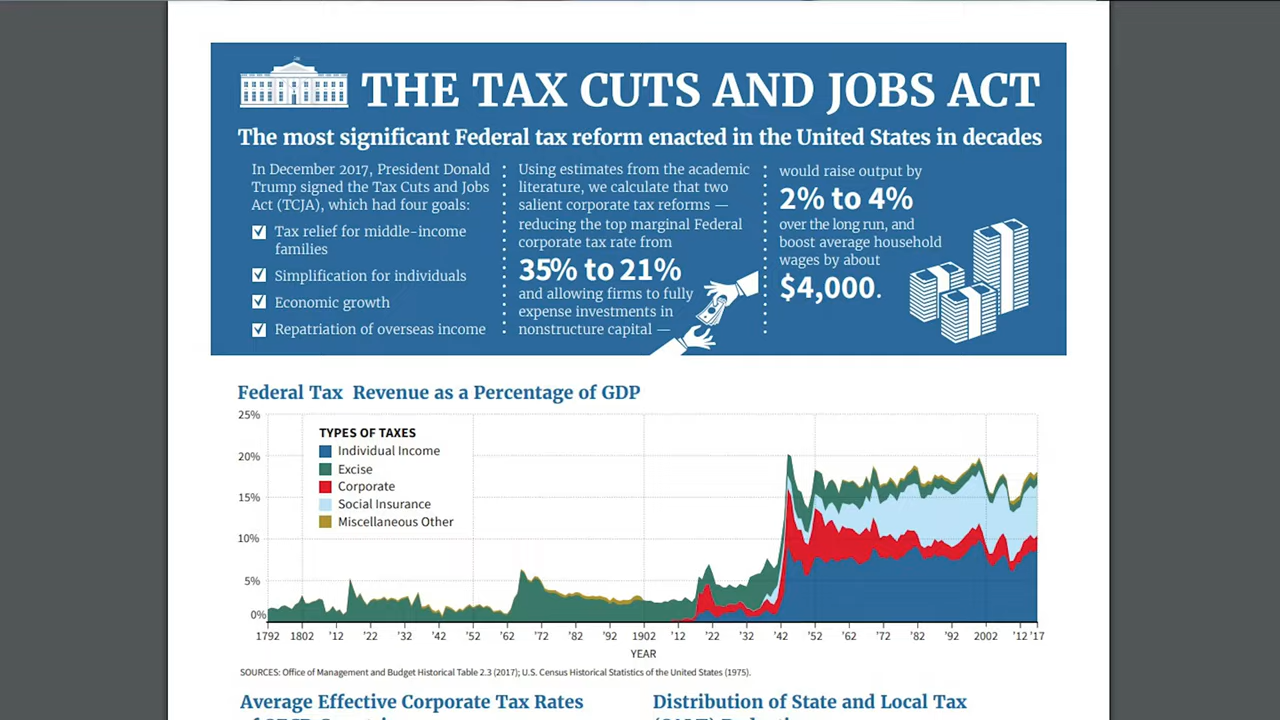 THE TAX CUTS AND JOBS ACT
The most significant Federal tax reform enacted in the United States in decades
In December 2017, President Donald
Trump signed the Tax Cuts and Jobs
Act (TCJA), which had four goals:
Tax relief for middle-income
families
Simplification for individuals
Economic growth
Repatriation of overseas income
Using estimates from the academic
literature, we calculate that two
salient corporate tax reforms —
reducing the top marginal Federal
corporate tax rate from
35% to 21%
and allowing firms to fully
expense investments in
nonstructure capital —
would raise output by
2% to 4%
over the long run, and
boost average household
wages by about
$4,000.
Federal Tax Revenue as a Percentage of GDP
25%
20%
15%
10%
5%
0%
TYPES OF TAXES
Individual Income
Excise
Corporate
Social Insurance
Miscellaneous Other
1792 1802 '12 '22 '32 '42 '52 '62 '72 '82 '92 1902 '12 '22 '32 '42 '52 '62 '72 '82 '92 2002 '12 '17
YEAR
SOURCES: Office of Management and Budget Historical Table 2.3 (2017); U.S. Census Historical Statistics of the United States (1975).
Average Effective Corporate Tax Rates
Distribution of State and Local Tax